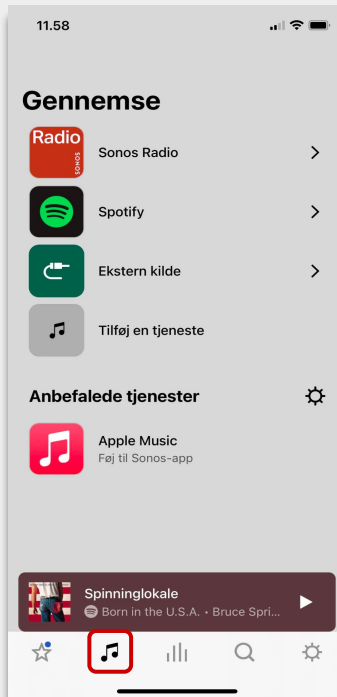 11.58
Gennemse
Radio
SONOS
Sonos Radio
Spotify
Ekstern kilde
Tilføj en tjeneste
Anbefalede tjenester
Apple Music
Føj til Sonos-app
Spinninglokale
Born in the U.S.A. • Bruce Spri...